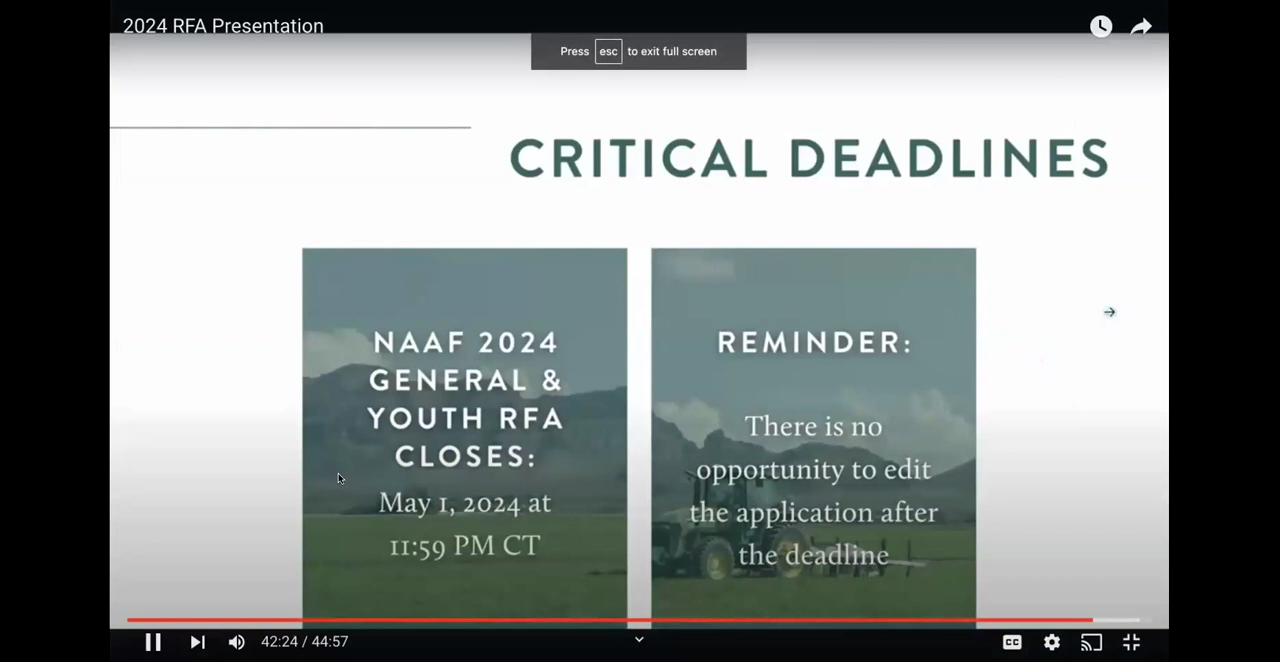 2024 RFA Presentation
Press esc to exit full screen
CRITICAL DEADLINES
NAAF 2024
GENERAL &
YOUTH RFA
CLOSES:
May 1, 2024 at
11:59 PM CT
REMINDER:
There is no
opportunity to edit
the application after
the deadline
42:24 / 44:57
CC